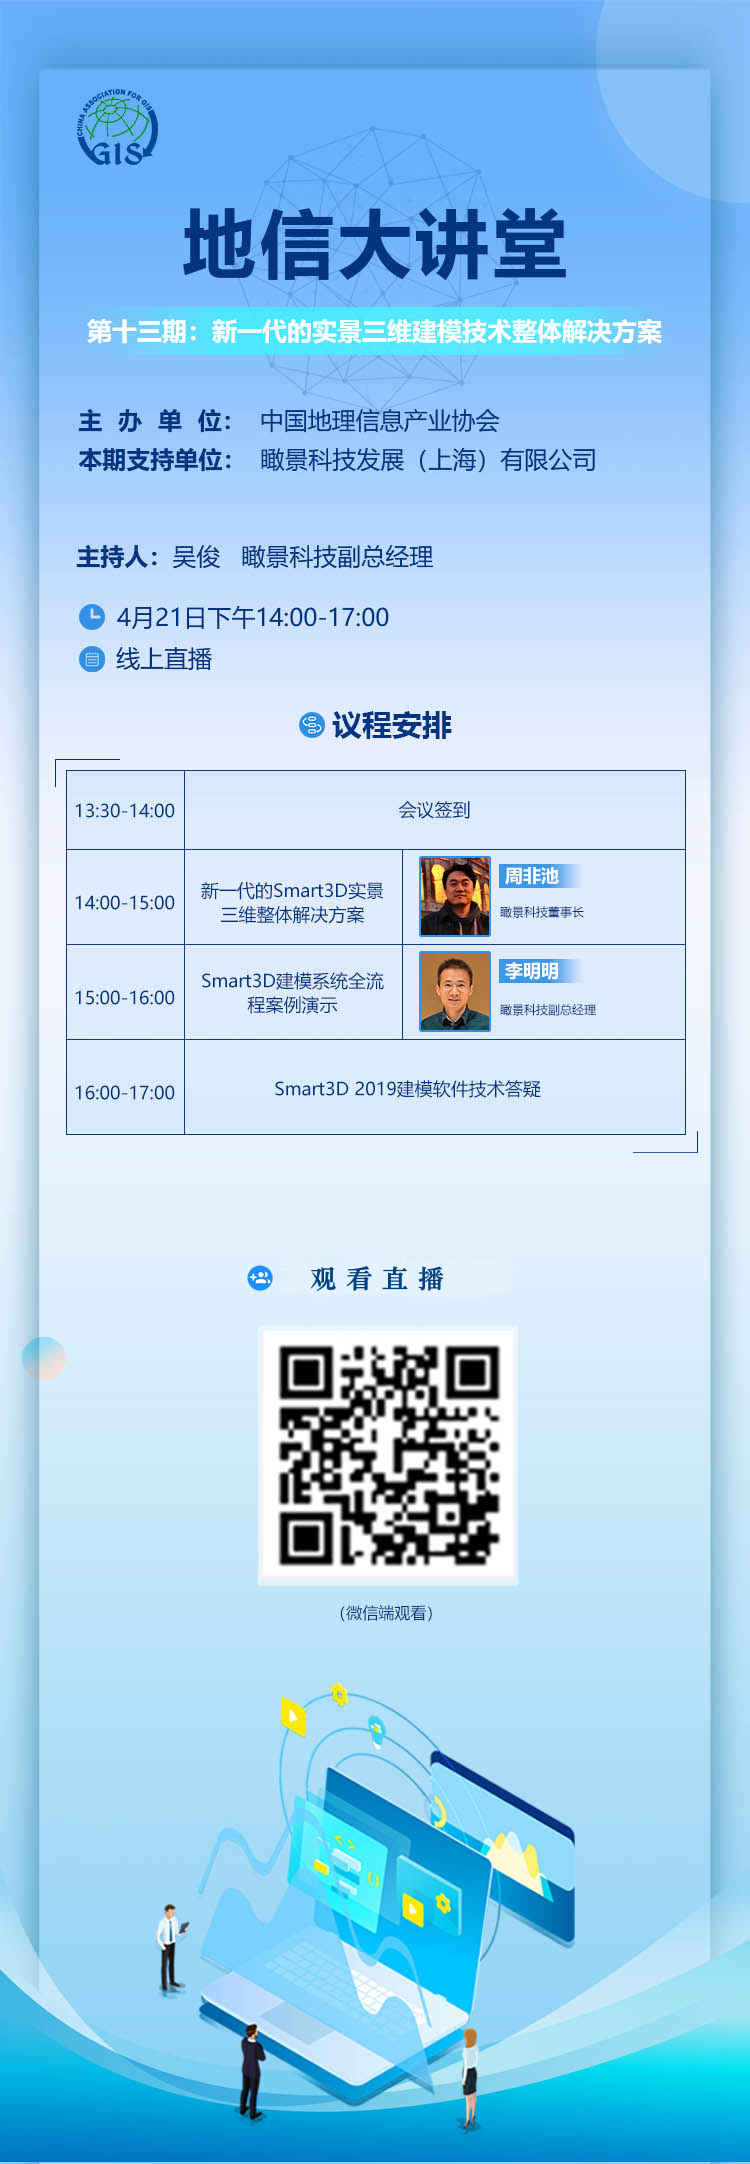 CHINA ASSOCIATION FOR GIS
GIS
地信大讲堂
第十三期：新一代的实景三维建模技术整体解决方案
主办单位： 中国地理信息产业协会
本期支持单位： 瞰景科技发展（上海）有限公司
主持人：吴俊 瞰景科技副总经理
4月21日下午14:00-17:00
线上直播
议程安排
13:30-14:00 会议签到
14:00-15:00
新一代的Smart3D实景
三维整体解决方案
周非池
瞰景科技董事长
15:00-16:00
Smart3D建模系统全流
程案例演示
李明明
瞰景科技副总经理
16:00-17:00 Smart3D 2019建模软件技术答疑
观看直播
（微信端观看）